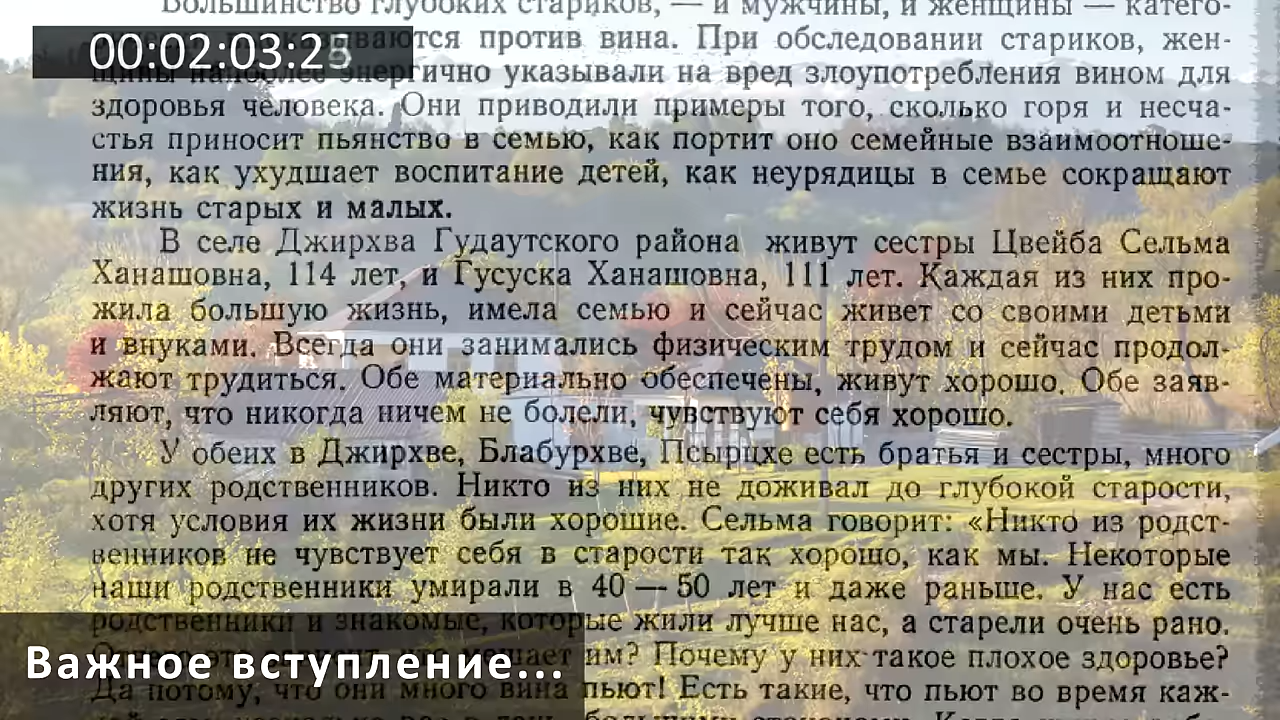 Большинство глубоких стариков, — и мужчины, и женщины — катего-
00:02:03:2
ются против вина. При обследовании стариков, жен-
щины наиболее энергично указывали на вред злоупотребления вином для
здоровья человека. Они приводили примеры того, сколько горя и несча-
стья приносит пьянство в семью, как портит оно семейные взаимоотноше-
ния, как ухудшает воспитание детей, как неурядицы в семье сокращают
жизнь старых и малых.
В селе Джирхва Гудаутского района живут сестры Цвейба Сельма
Ханашовна, 114 лет, и Гусуска Ханашовна, 111 лет. Каждая из них про-
жила большую жизнь, имела семью и сейчас живет со своими детьми
и внуками. Всегда они занимались физическим трудом и сейчас продол-
жают трудиться. Обе материально обеспечены, живут хорошо. Обе заяв-
ляют, что никогда ничем не болели, чувствуют себя хорошо.
У обеих в Джирхве, Блабурхве, Псырцхе есть братья и сестры, много
других родственников. Никто из них не доживал до глубокой старости,
хотя условия их жизни были хорошие. Сельма говорит: «Никто из родст-
венников не чувствует себя в старости так хорошо, как мы. Некоторые
наши родственники умирали в 40 — 50 лет и даже раньше. У нас есть
родственники и знакомые, которые жили лучше нас, а старели очень рано.
им? Почему у них такое плохое здоровье?
Важное вступление...
Да потому, что они много вина пьют! Есть такие, что пьют во время каж-